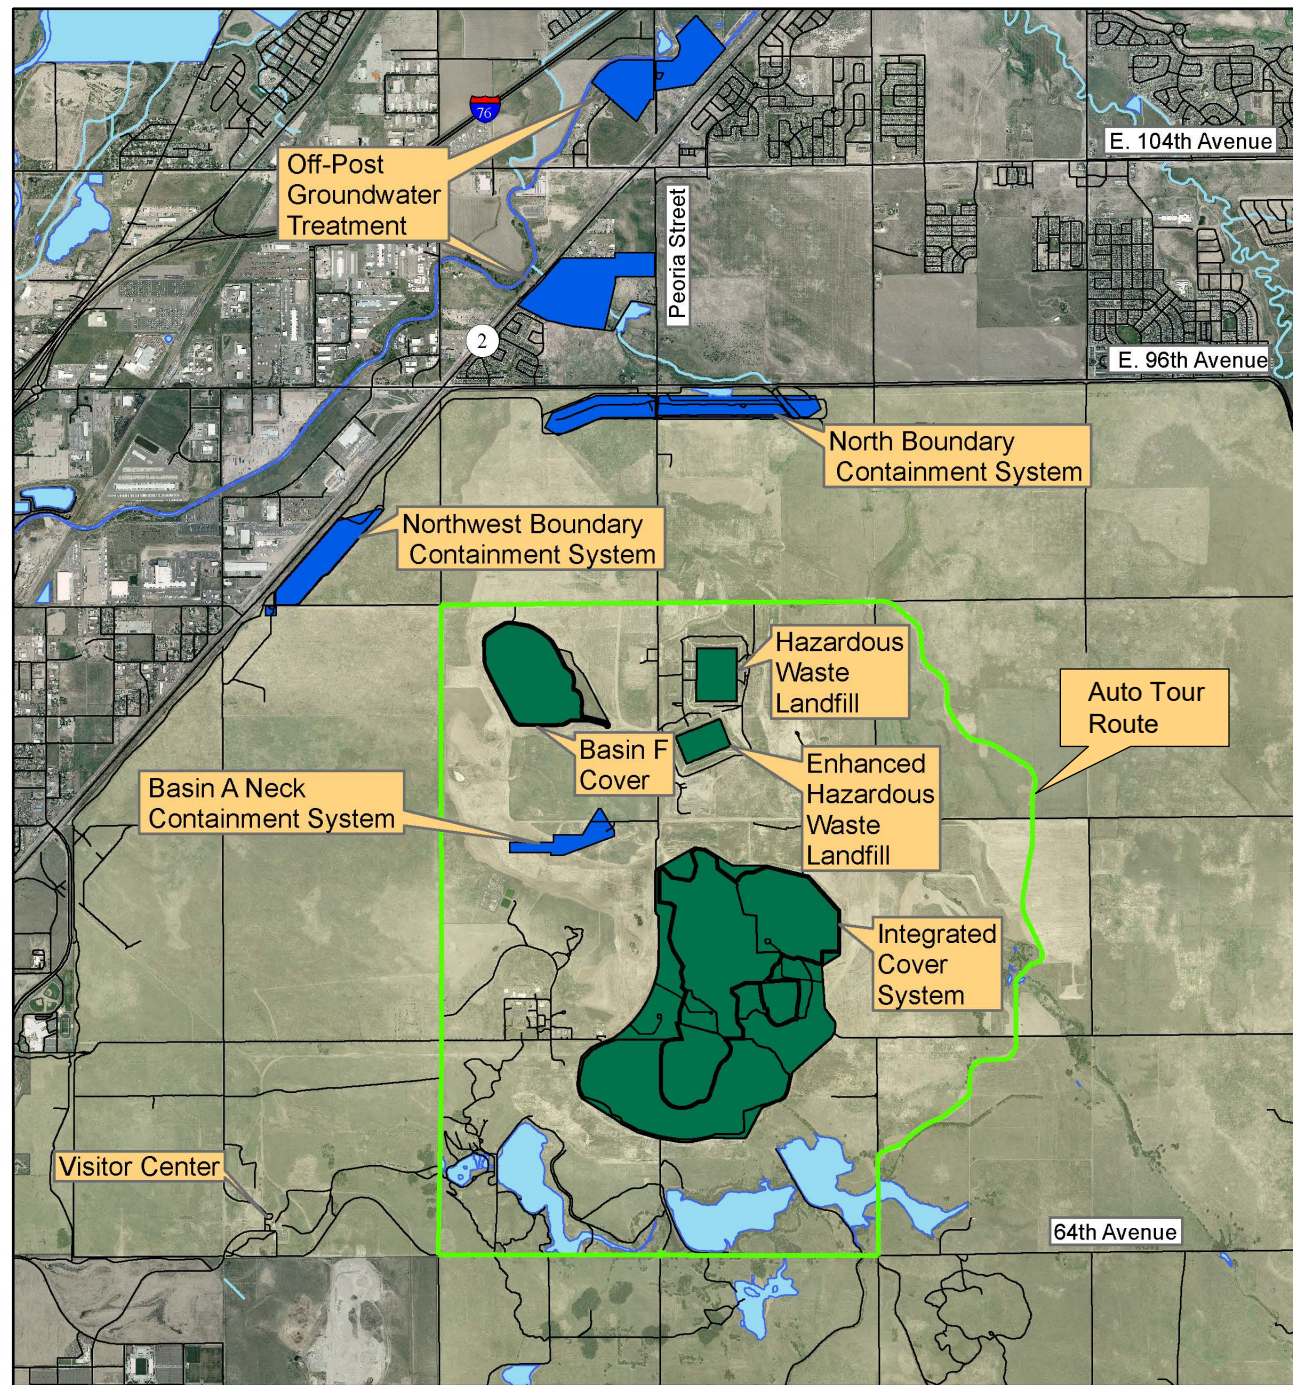 76
E. 104th Avenue
Off-Post
Groundwater
Treatment
Peoria Street
2
E. 96th Avenue
North Boundary
Containment System
Northwest Boundary
Containment System
Hazardous
Waste
Landfill
Auto Tour
Route
Basin F
Cover
Enhanced
Hazardous
Waste
Landfill
Basin A Neck
Containment System
Integrated
Cover
System
Visitor Center
64th Avenue